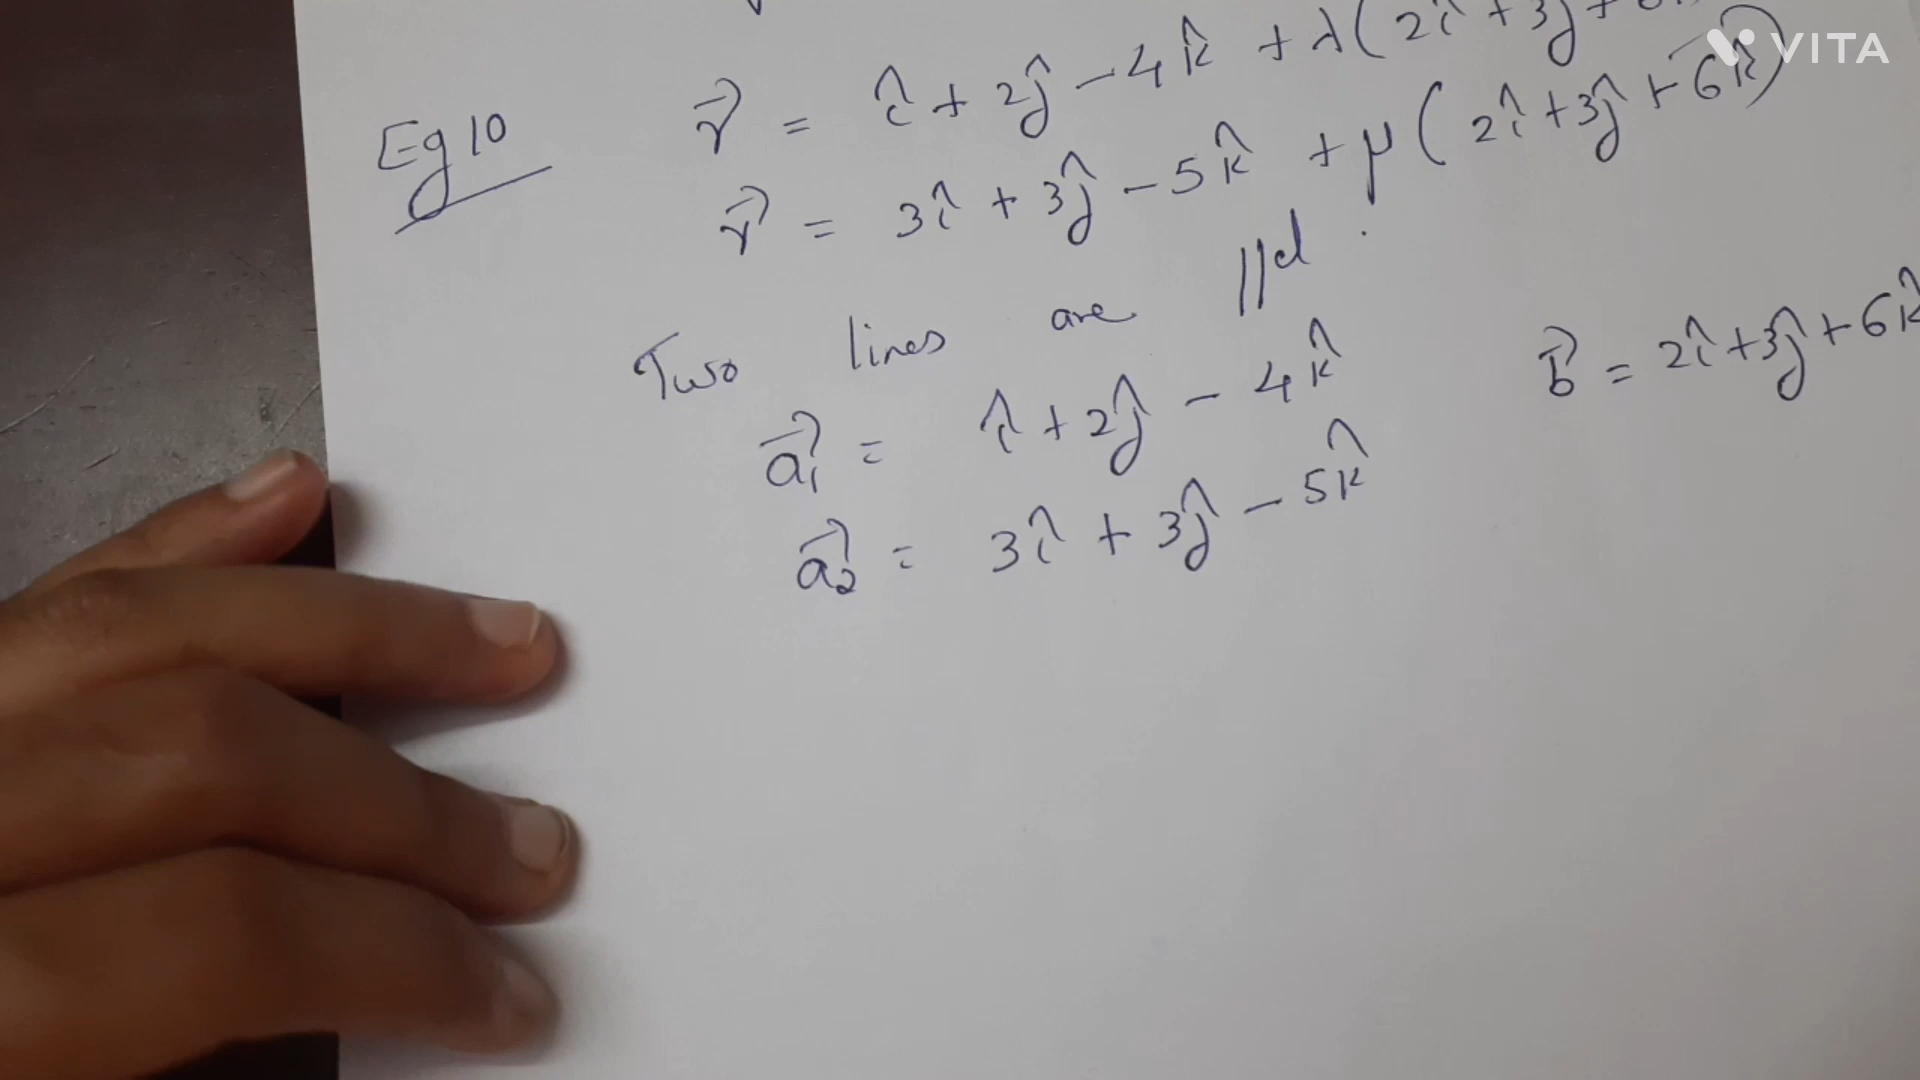 Eg 10
r⃗ = î + 2ĵ - 4k̂ + λ(2î + 3ĵ +
r⃗ = 3î + 3ĵ - 5k̂ + μ(2î + 3ĵ + 6k̂)
Two lines are ||el.
a⃗₁ = î + 2ĵ - 4k̂ b⃗ = 2î + 3ĵ + 6k̂
a⃗₂ = 3î + 3ĵ - 5k̂
VITA